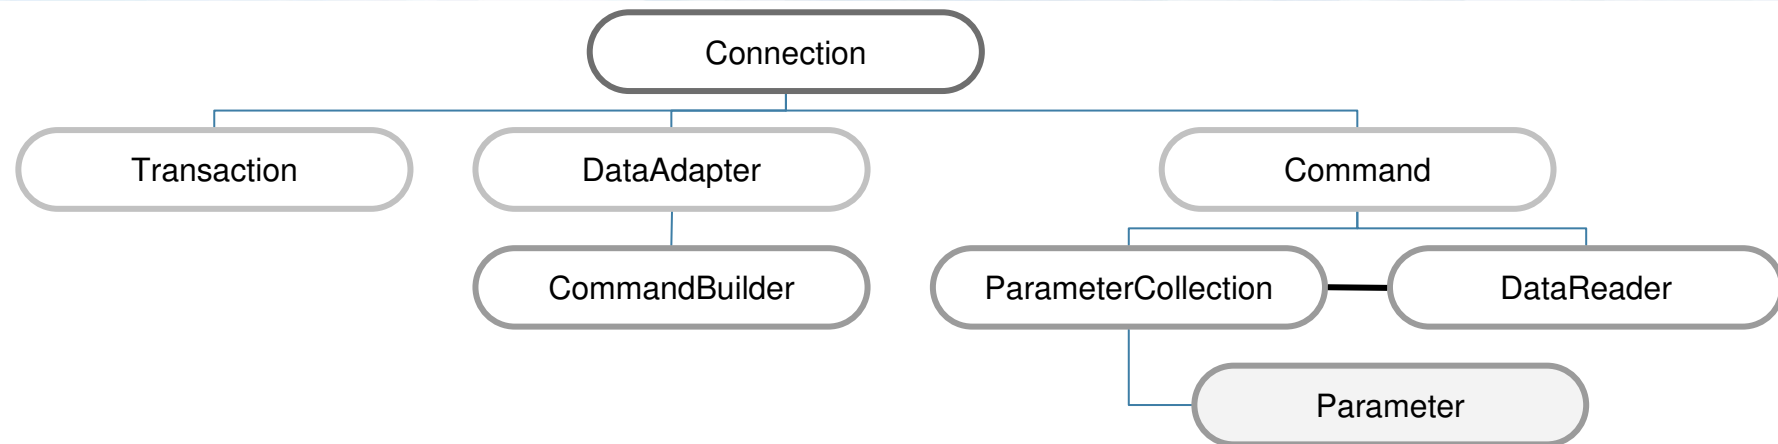 Connection
Transaction
DataAdapter
Command
CommandBuilder
ParameterCollection
DataReader
Parameter